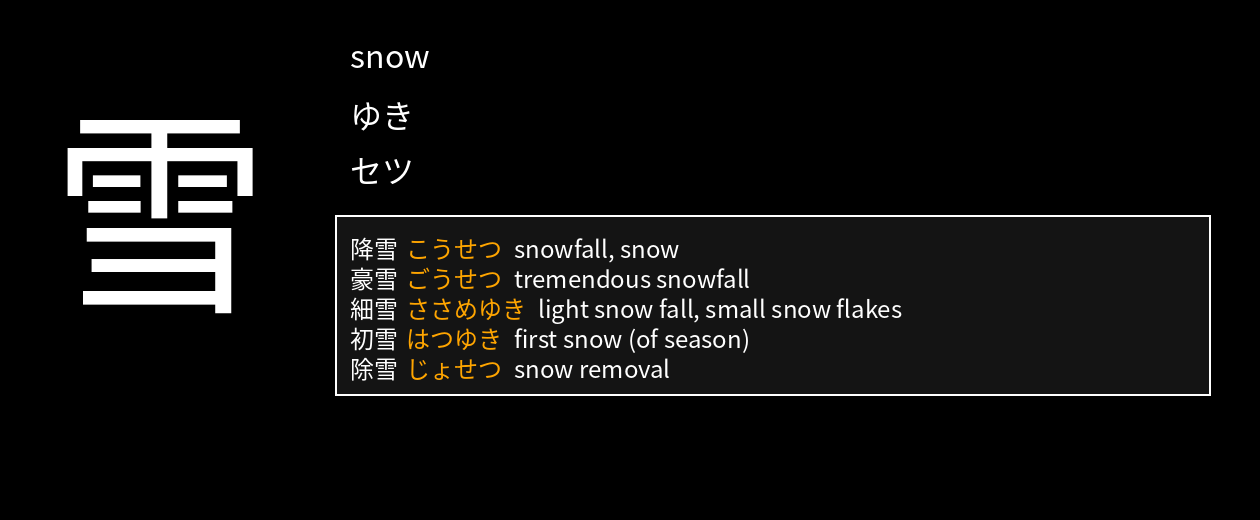 雪
snow
ゆき
セツ
降雪 こうせつ snowfall, snow
豪雪 ごうせつ tremendous snowfall
細雪 ささめゆき light snow fall, small snow flakes
初雪 はつゆき first snow (of season)
除雪 じょせつ snow removal